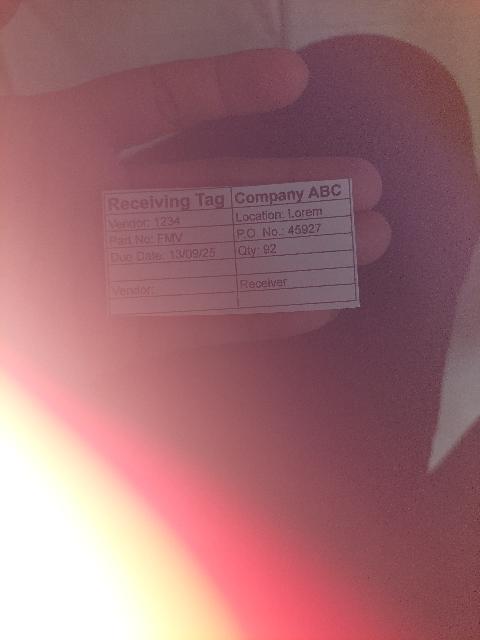 Receiving Tag Company ABC
Vendor: 1234 Location: Lorem
Part No: FMV P.O. No.: 45927
Due Date: 13/09/25 Qty: 92
Vendor: Receiver